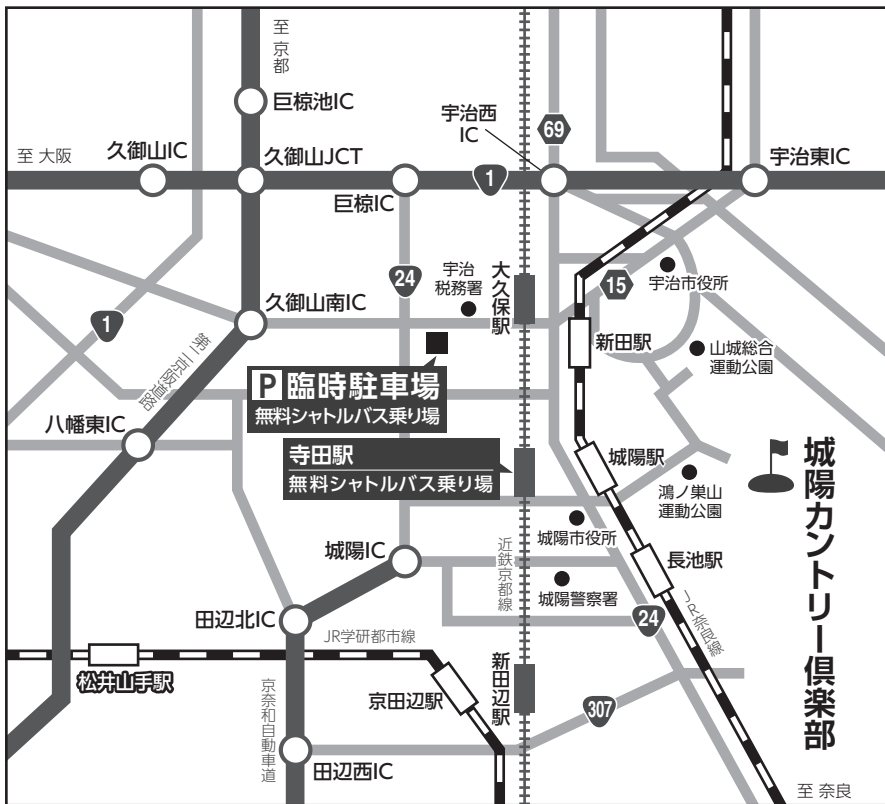 至 京都
巨椋池IC
宇治西
IC
69
至 大阪
久御山IC
久御山JCT
巨椋IC
1
宇治東IC
24
宇治
税務署
大久保駅
15
宇治市役所
1
久御山南IC
新田駅
山城総合
運動公園
第二京阪道路
P 臨時駐車場
無料シャトルバス乗り場
八幡東IC
寺田駅
無料シャトルバス乗り場
城陽駅
鴻ノ巣山
運動公園
城陽カントリー倶楽部
城陽市役所
城陽IC
近鉄京都線
長池駅
城陽警察署
田辺北IC
JR学研都市線
24
JR奈良線
松井山手駅
京奈和自動車道
京田辺駅
新田辺駅
307
田辺西IC
至 奈良